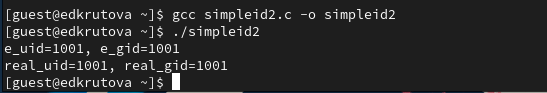 [guest@edkrutova ~]$ gcc simpleid2.c -o simpleid2
[guest@edkrutova ~]$ ./simpleid2
e_uid=1001, e_gid=1001
real_uid=1001, real_gid=1001
[guest@edkrutova ~]$